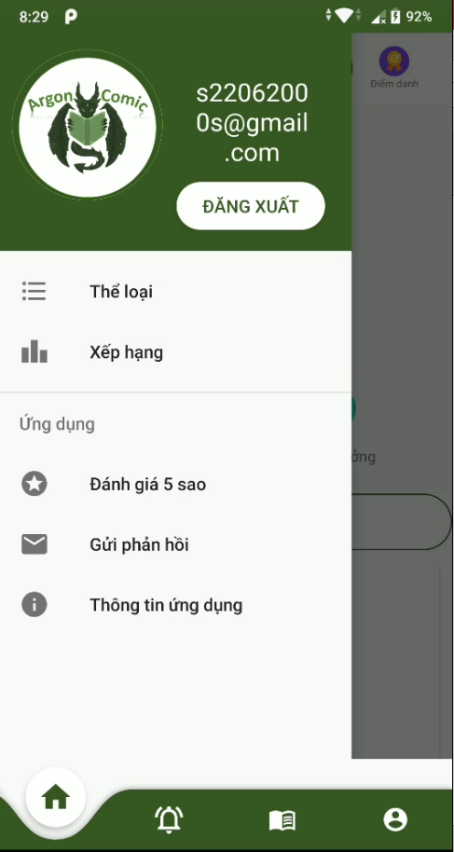 8:29
92%
Điểm danh
Argon Comic
s2206200
0s@gmail
.com
ĐĂNG XUẤT
Thể loại
Xếp hạng
Ứng dụng
ởng
Đánh giá 5 sao
Gửi phản hồi
Thông tin ứng dụng